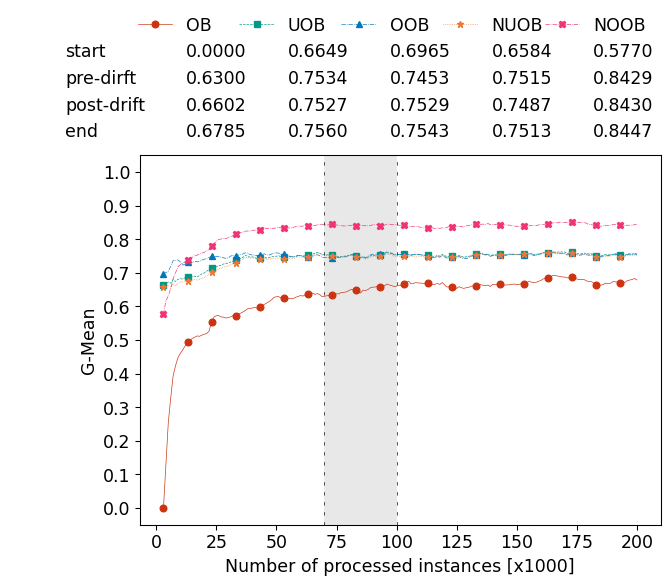 OB UOB OOB NUOB NOOB
start 0.0000 0.6649 0.6965 0.6584 0.5770
pre-dirft 0.6300 0.7534 0.7453 0.7515 0.8429
post-drift 0.6602 0.7527 0.7529 0.7487 0.8430
end 0.6785 0.7560 0.7543 0.7513 0.8447
1.0
0.9
0.8
0.7
0.6
0.5
0.4
0.3
0.2
0.1
0.0
G-Mean
0 25 50 75 100 125 150 175 200
Number of processed instances [x1000]